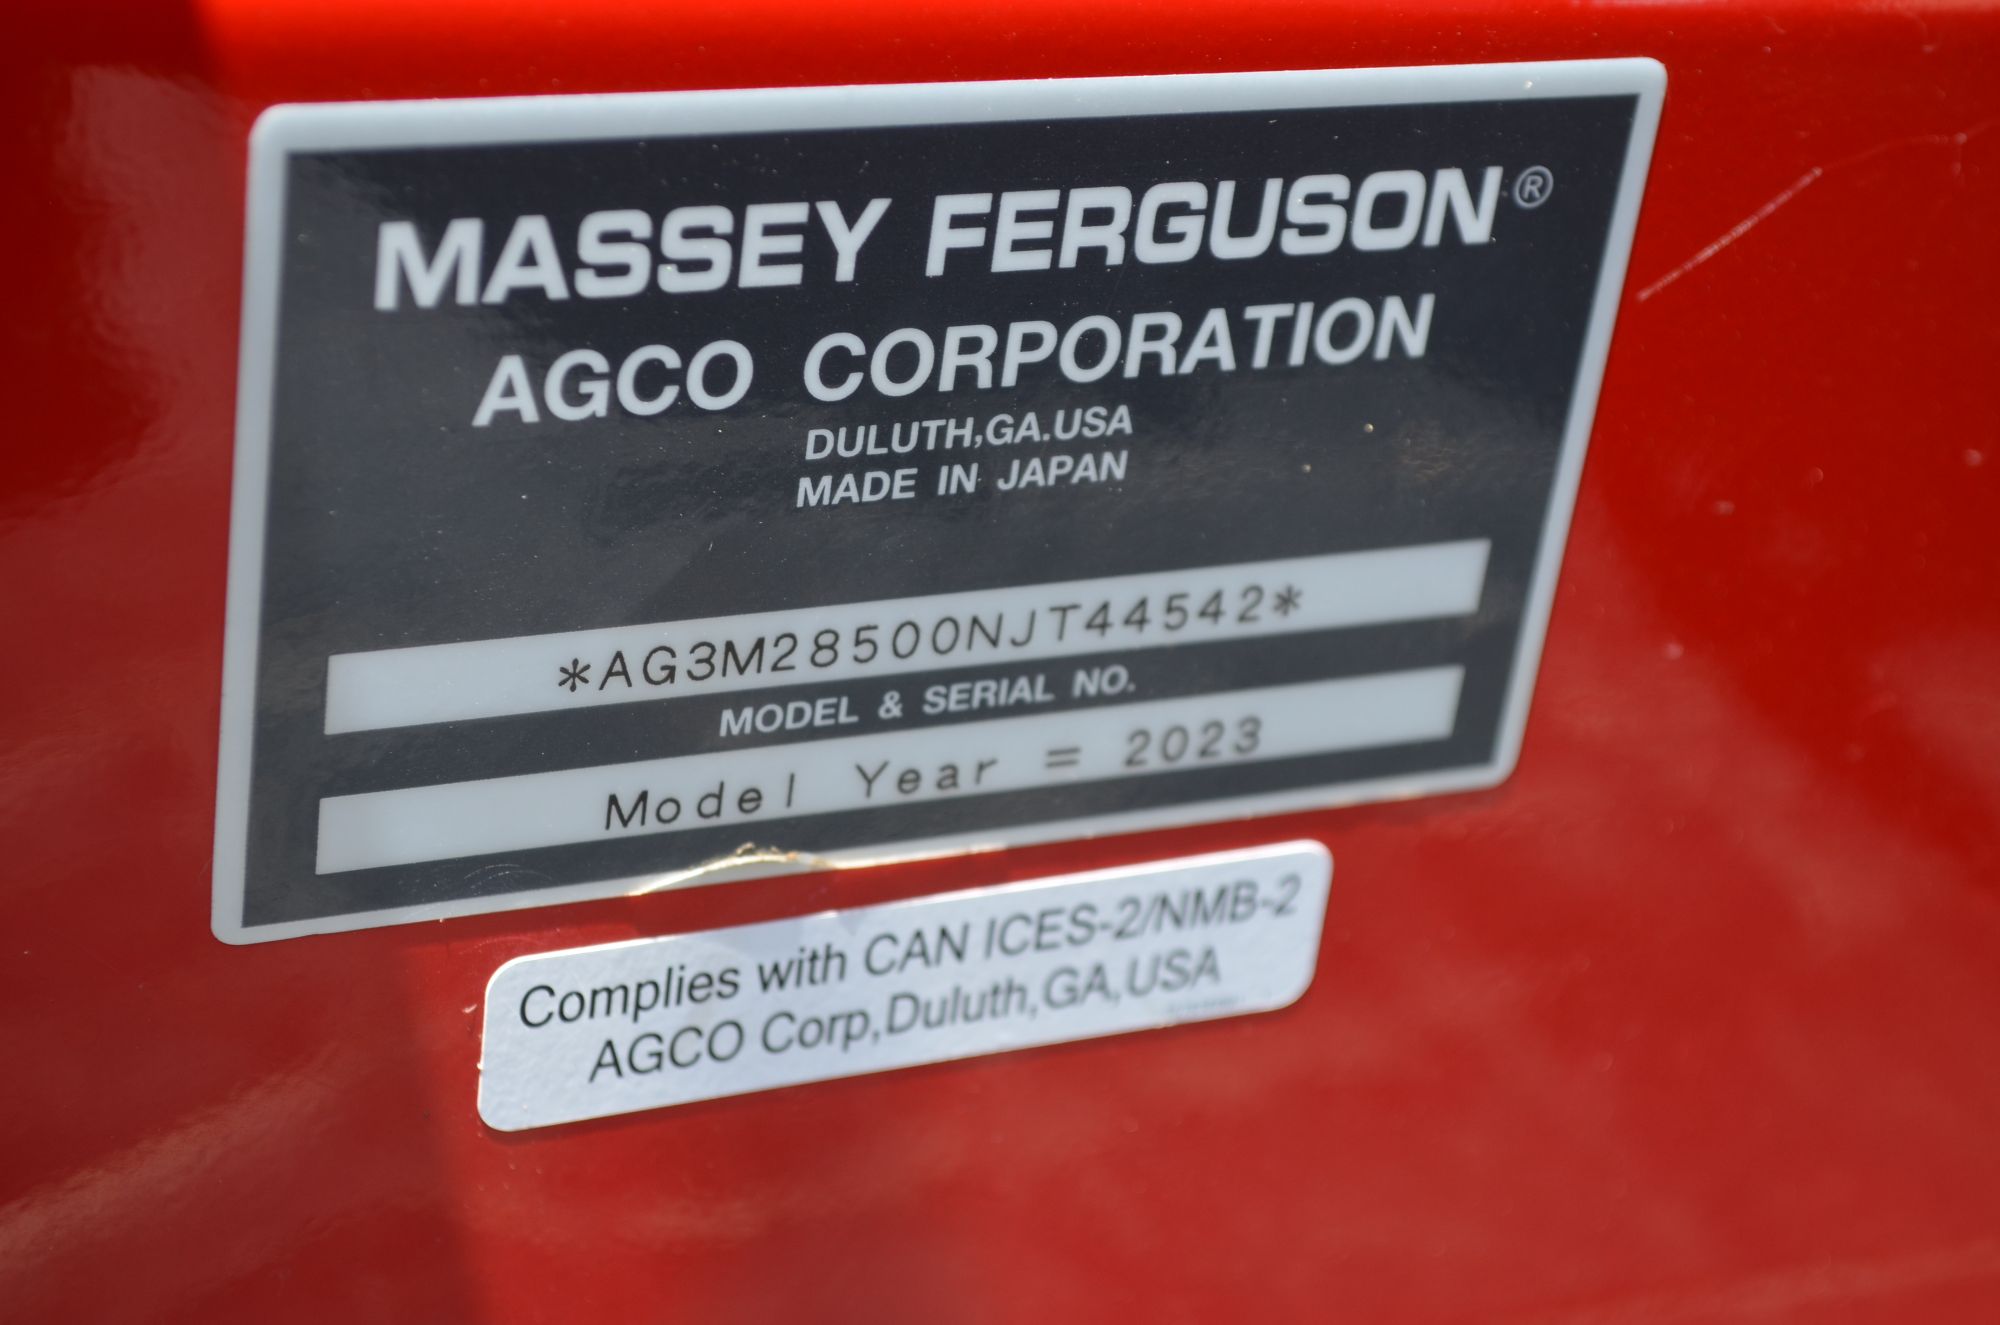 MASSEY FERGUSON®
AGCO CORPORATION
DULUTH,GA.USA
MADE IN JAPAN
*AG3M28500NJT44542*
MODEL & SERIAL NO.
Model Year = 2023
Complies with CAN ICES-2/NMB-2
AGCO Corp,Duluth,GA,USA